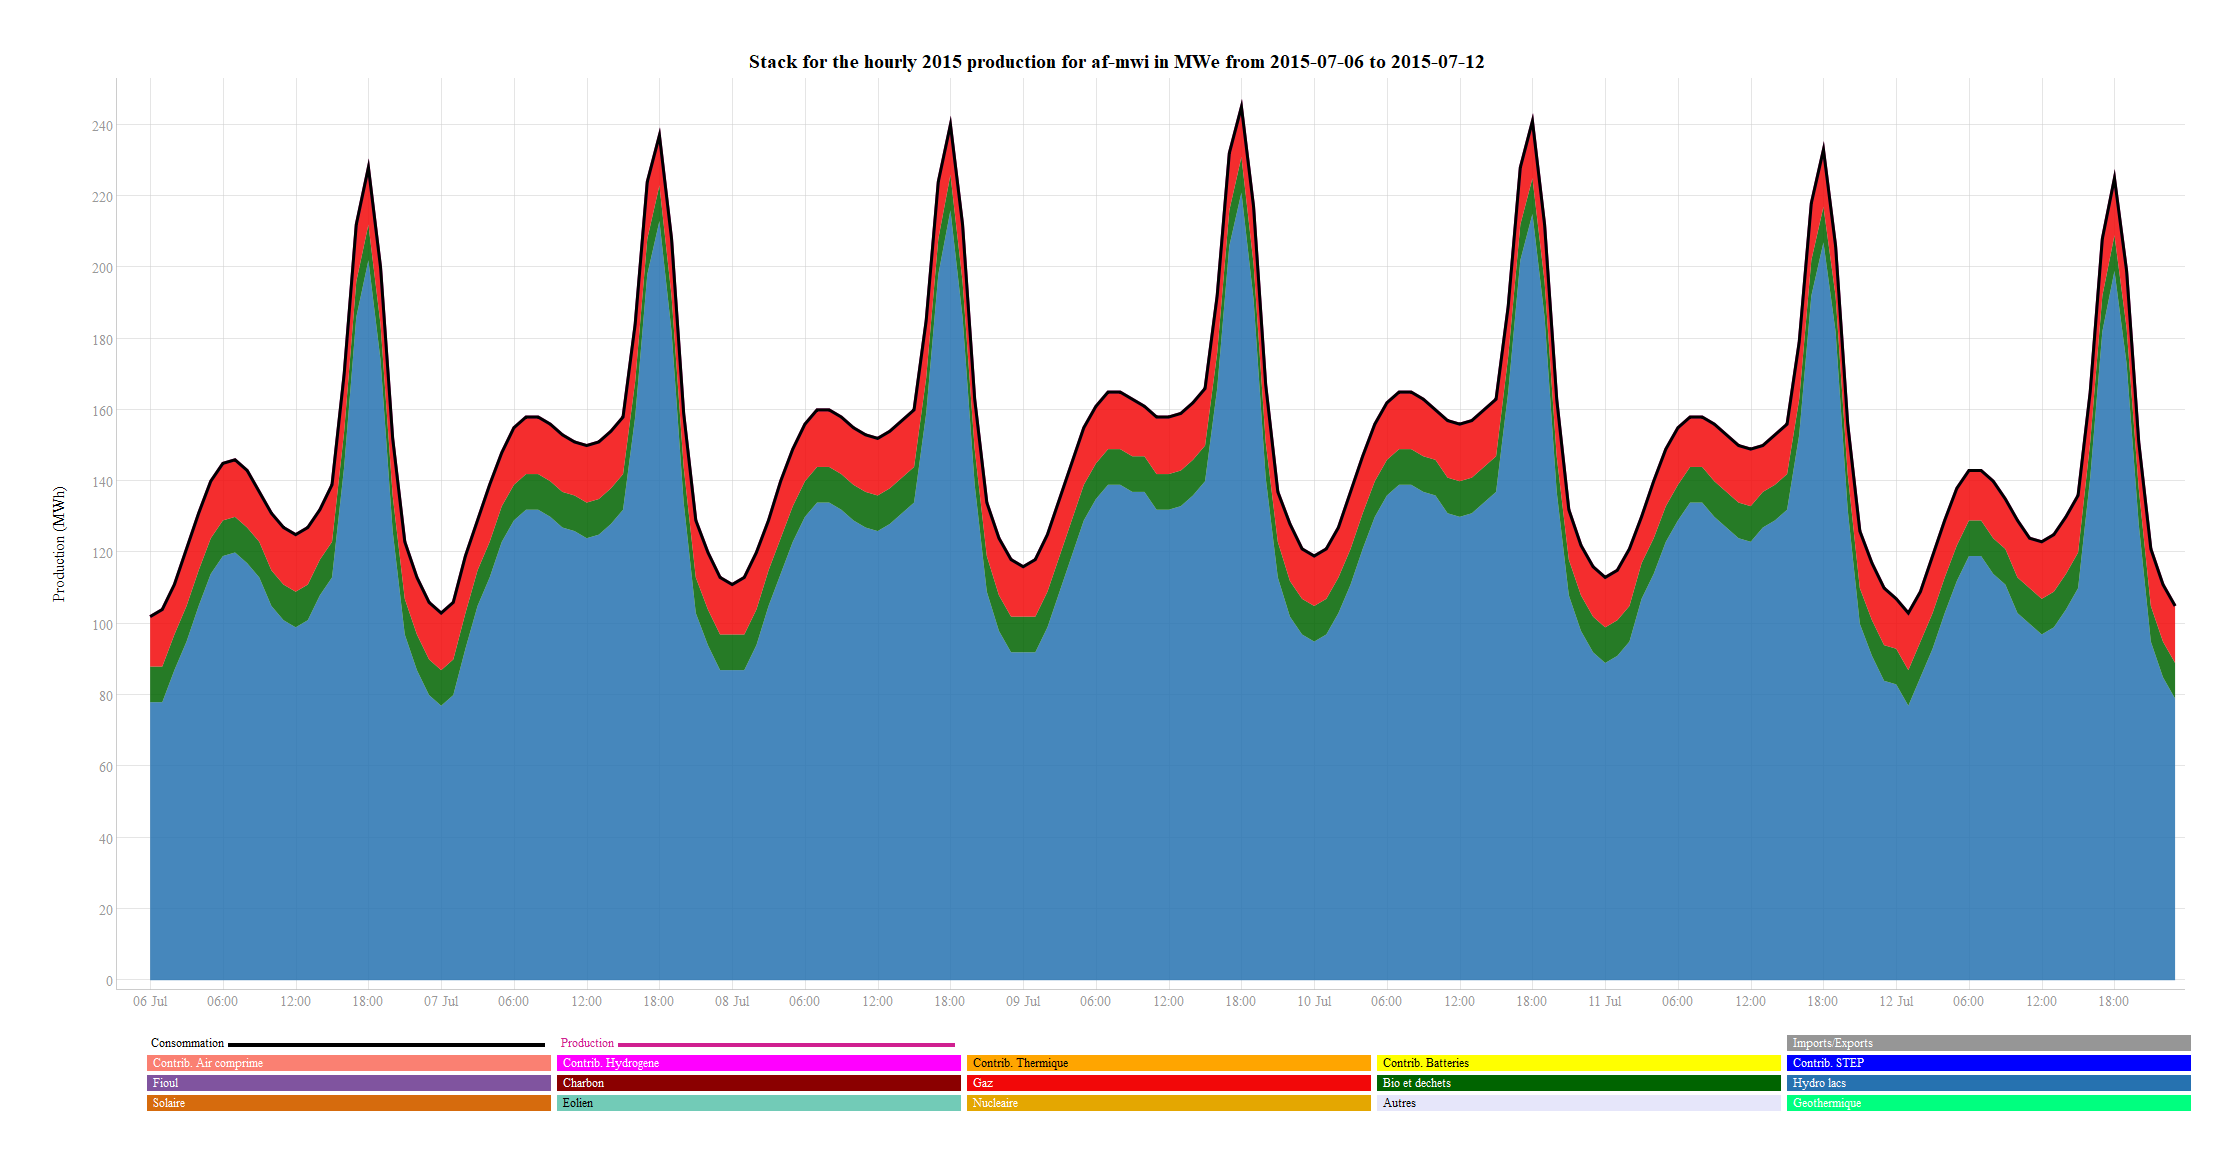 Stack for the hourly 2015 production for af-mwi in MWe from 2015-07-06 to 2015-07-12
Production (MWh)
240
220
200
180
160
140
120
100
80
60
40
20
0
06 Jul 06:00 12:00 18:00 07 Jul 06:00 12:00 18:00 08 Jul 06:00 12:00 18:00 09 Jul 06:00 12:00 18:00 10 Jul 06:00 12:00 18:00 11 Jul 06:00 12:00 18:00 12 Jul 06:00 12:00 18:00
Consommation Production Imports/Exports
Contrib. Air comprime Contrib. Hydrogene Contrib. Thermique Contrib. Batteries Contrib. STEP
Fioul Charbon Gaz Bio et dechets Hydro lacs
Solaire Eolien Nucleaire Autres Geothermique